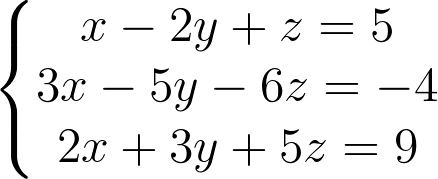 x − 2y + z = 5
3x − 5y − 6z = −4
2x + 3y + 5z = 9